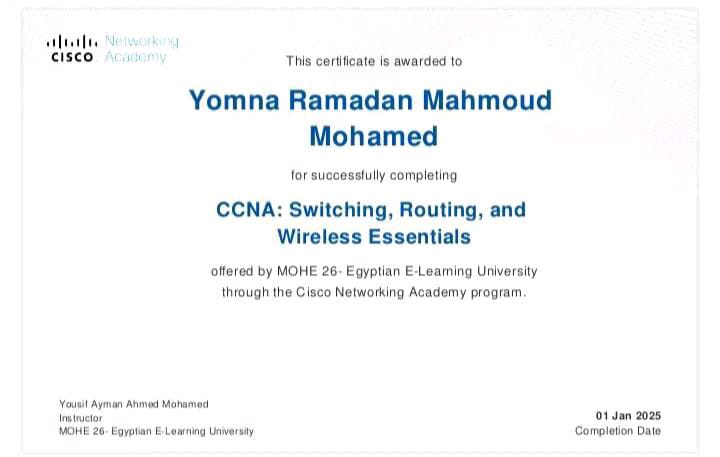 Networking
CISCO Academy
This certificate is awarded to
Yomna Ramadan Mahmoud
Mohamed
for successfully completing
CCNA: Switching, Routing, and
Wireless Essentials
offered by MOHE 26- Egyptian E-Learning University
through the Cisco Networking Academy program.
Yousif Ayman Ahmed Mohamed
Instructor
MOHE 26- Egyptian E-Learning University
01 Jan 2025
Completion Date